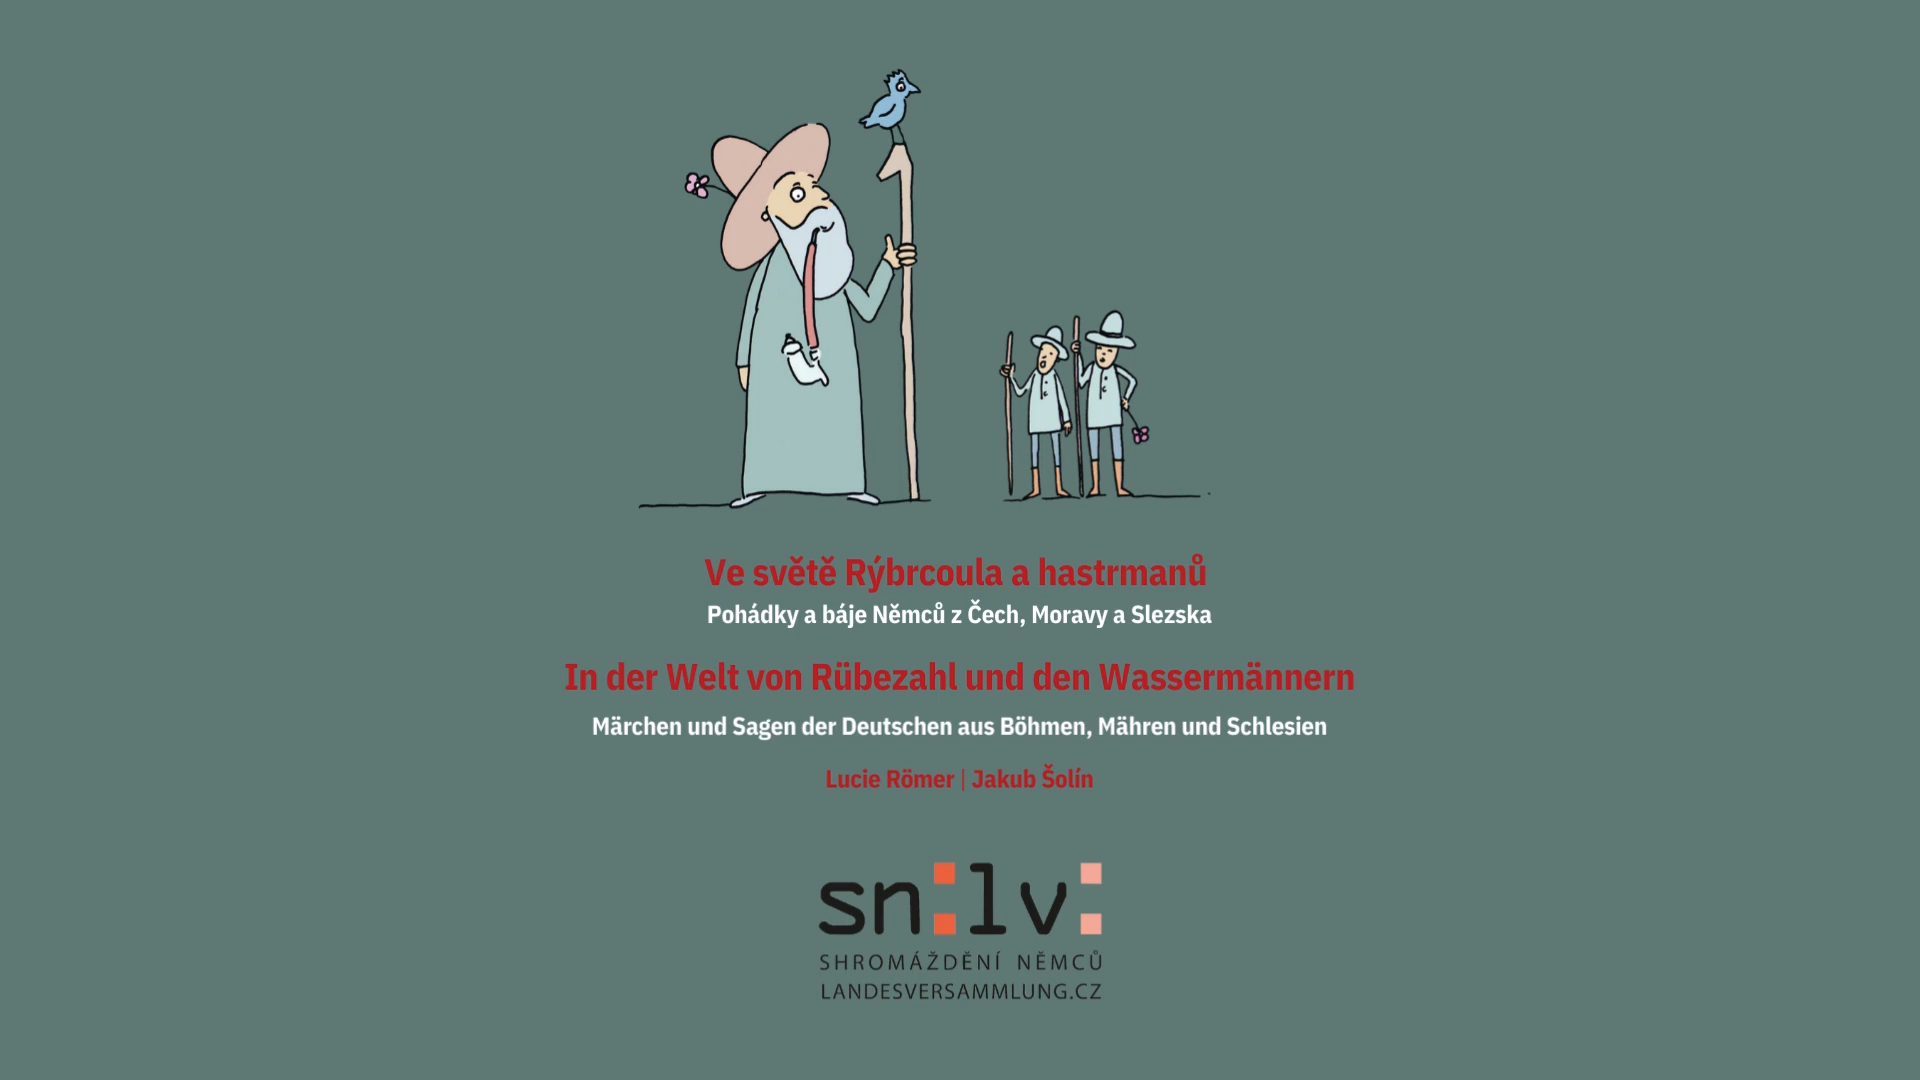 Ve světě Rýbrcoula a hastrmanů
Pohádky a báje Němců z Čech, Moravy a Slezska
In der Welt von Rübezahl und den Wassermännern
Märchen und Sagen der Deutschen aus Böhmen, Mähren und Schlesien
Lucie Römer | Jakub Šolín
sn:lv:
SHROMÁŽDĚNÍ NĚMCŮ
LANDESVERSAMMLUNG.CZ